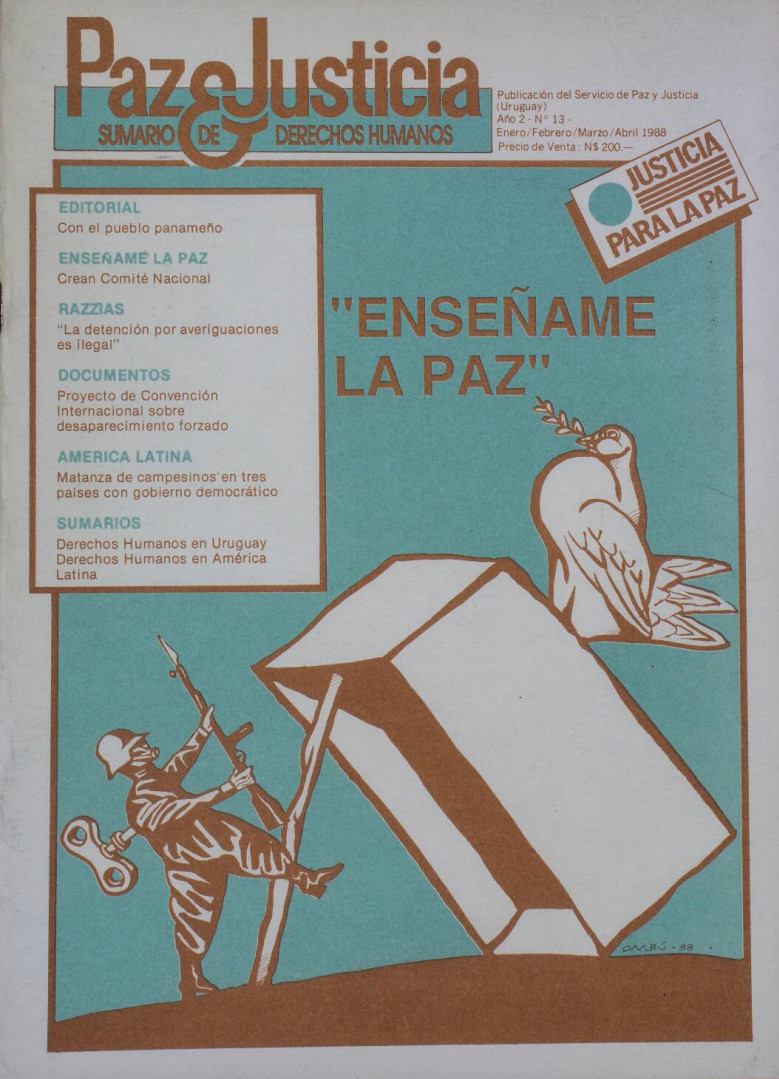 Paz & Justicia
SUMARIO DE DERECHOS HUMANOS
Publicación del Servicio de Paz y Justicia
(Uruguay)
Año 2 - N° 13 -
Enero/Febrero/Marzo/Abril 1988
Precio de Venta: N$ 200.—
JUSTICIA
PARA LA PAZ
EDITORIAL
Con el pueblo panameño
ENSEÑAME LA PAZ
Crean Comité Nacional
RAZZIAS
"La detención por averiguaciones
es ilegal"
DOCUMENTOS
Proyecto de Convención
Internacional sobre
desaparecimiento forzado
AMERICA LATINA
Matanza de campesinos en tres
países con gobierno democrático
SUMARIOS
Derechos Humanos en Uruguay
Derechos Humanos en América
Latina
"ENSEÑAME
LA PAZ"
OMBÚ · 88 ·